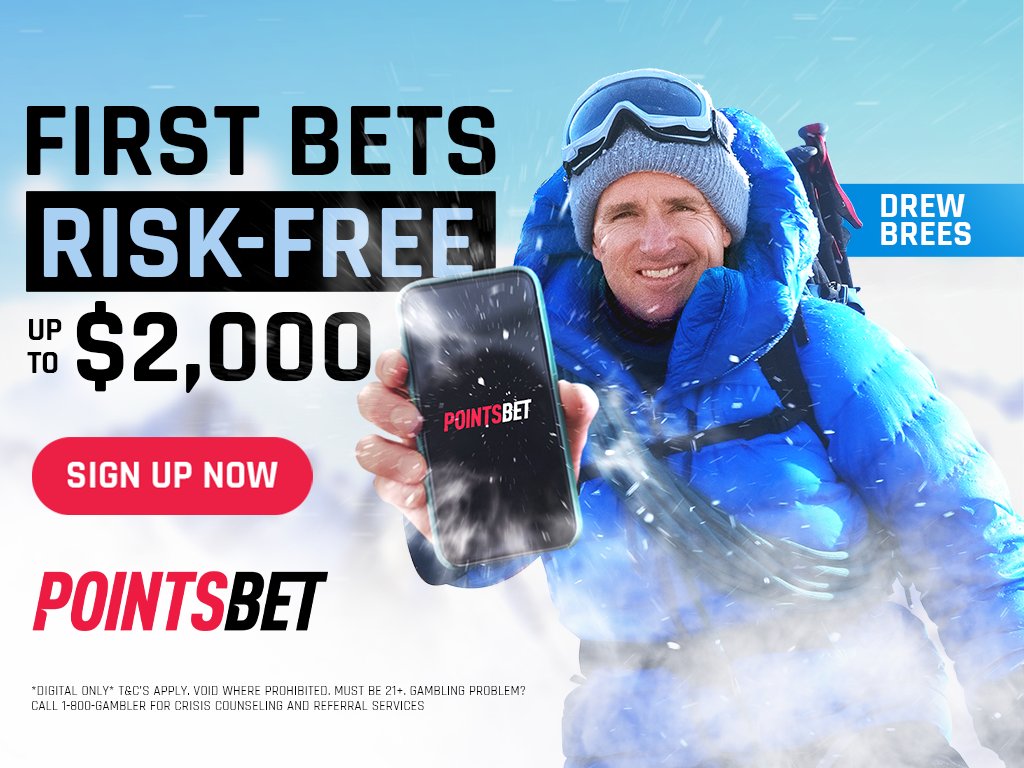 FIRST BETS
RISK-FREE
UP
TO $2,000
SIGN UP NOW
POINTSBET
POINTSBET
DREW
BREES
*DIGITAL ONLY* T&C'S APPLY. VOID WHERE PROHIBITED. MUST BE 21+. GAMBLING PROBLEM?
CALL 1-800-GAMBLER FOR CRISIS COUNSELING AND REFERRAL SERVICES